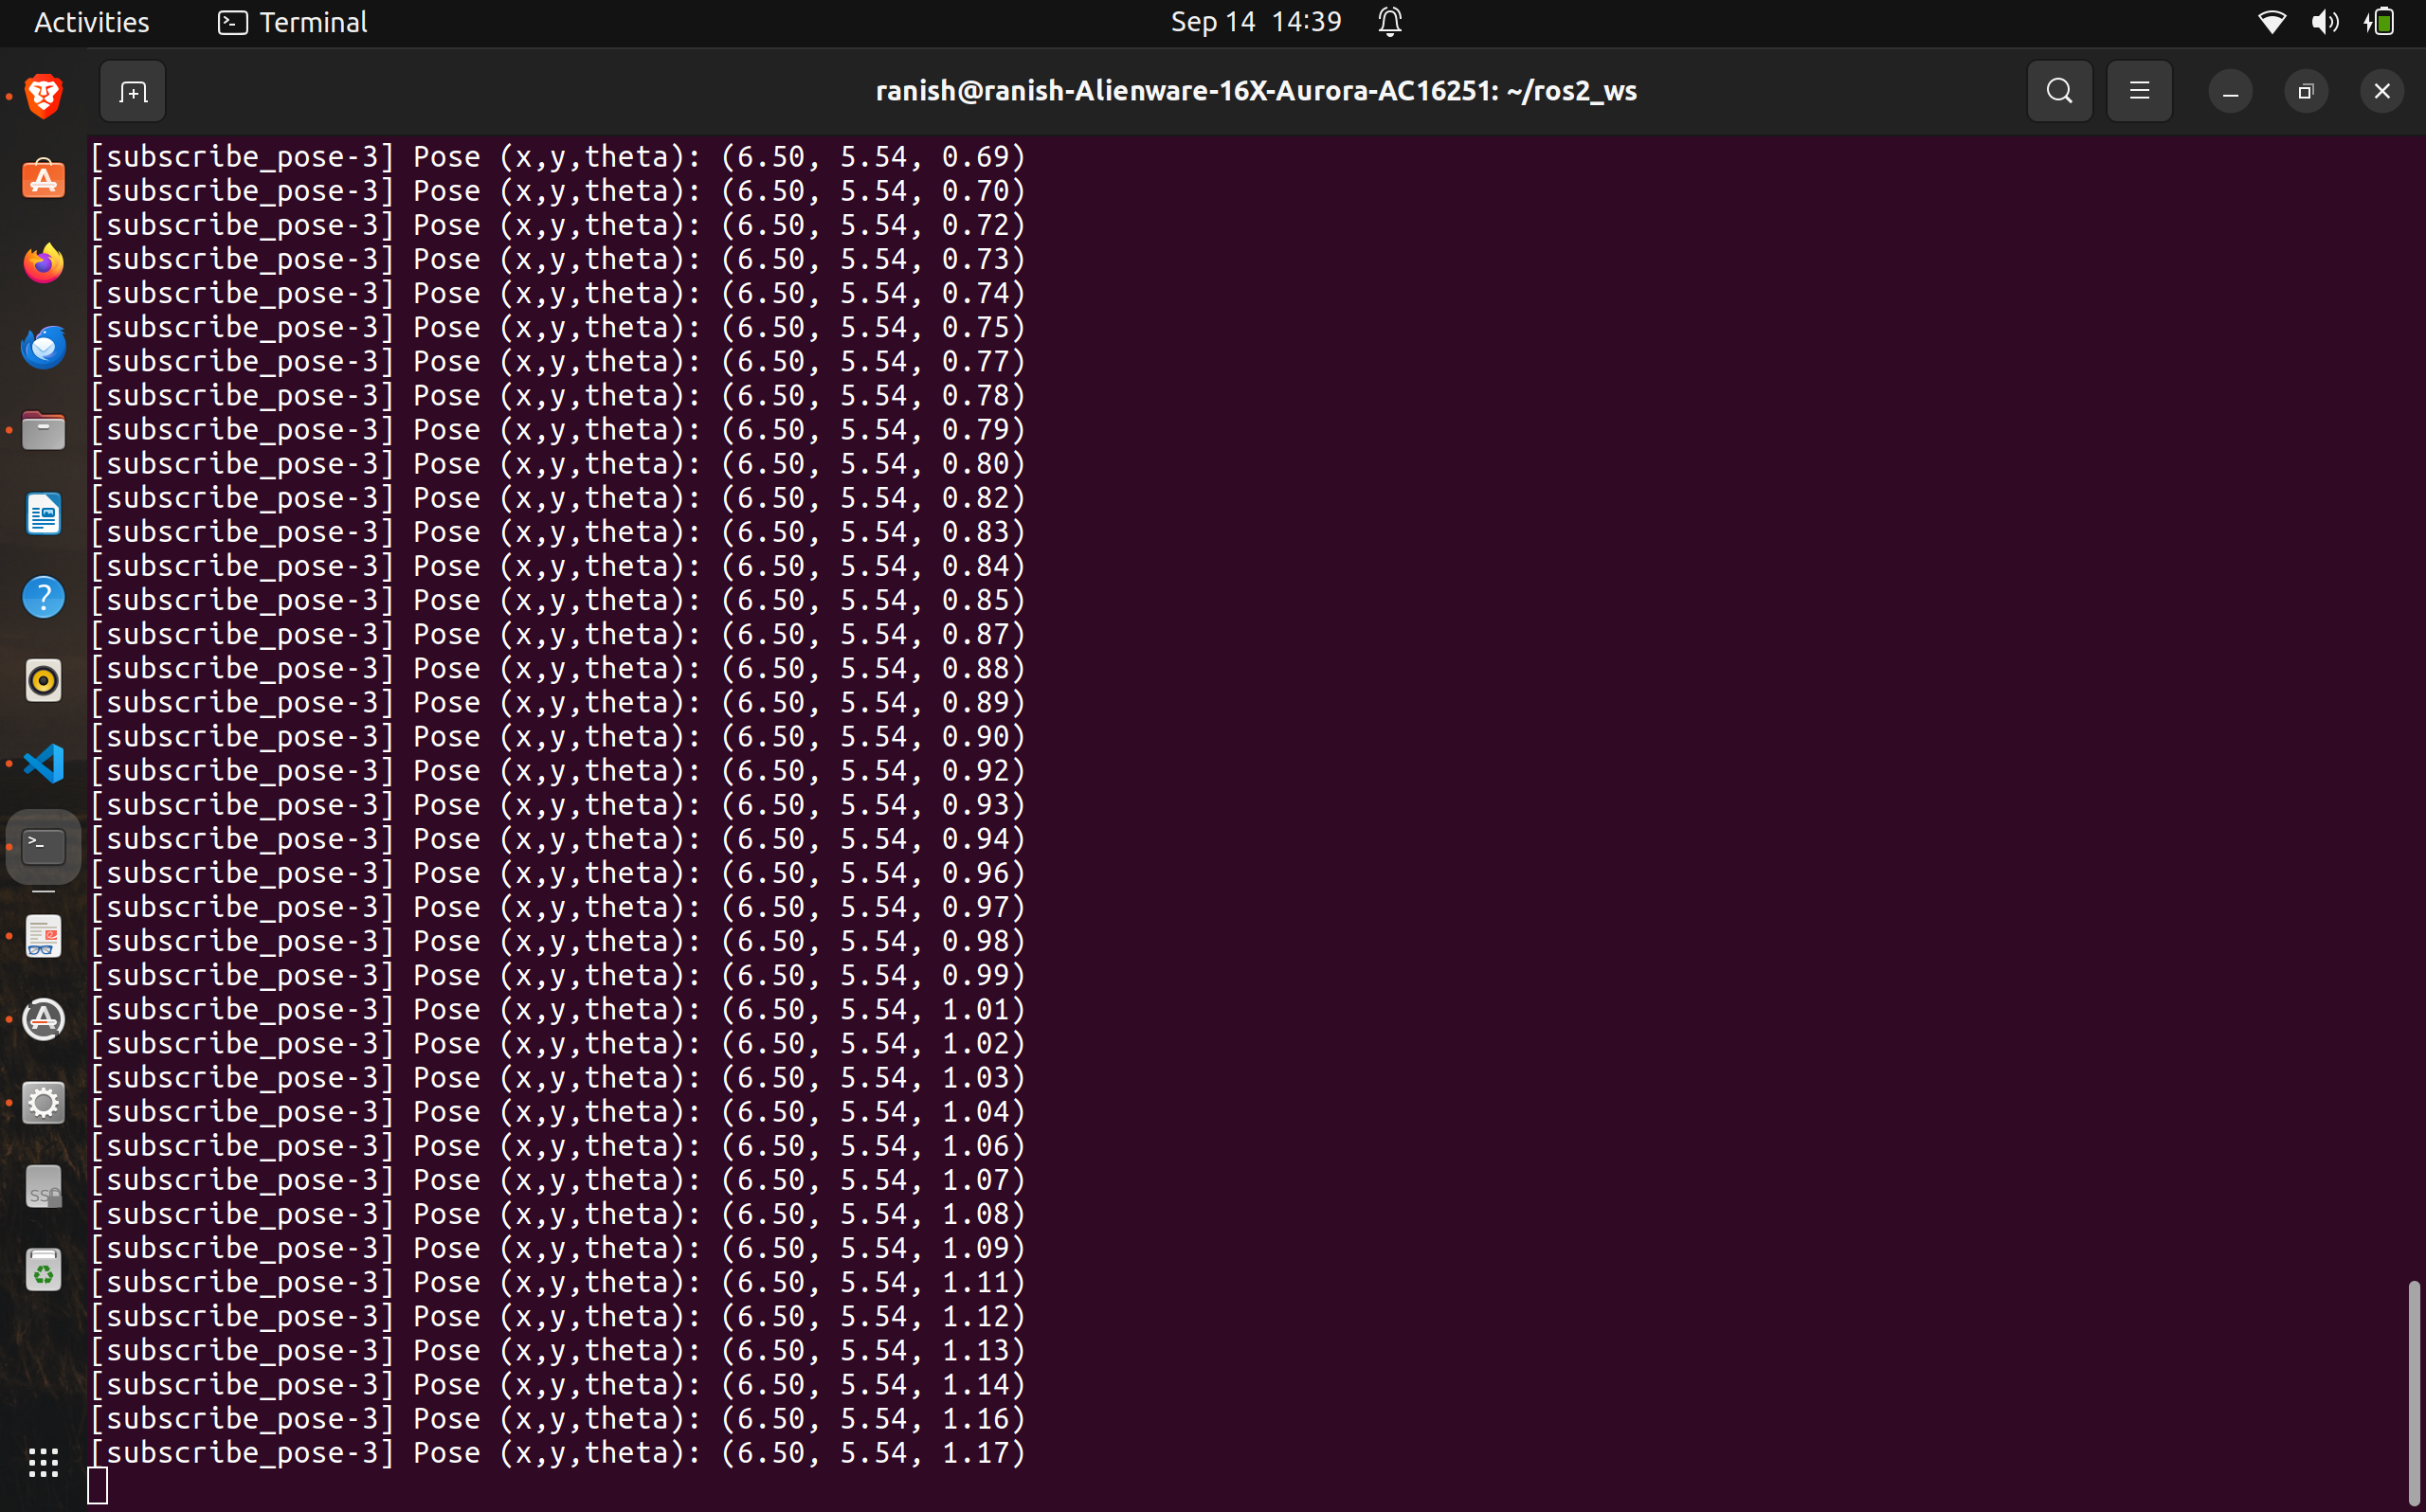 Activities Terminal Sep 14 14:39
ranish@ranish-Alienware-16X-Aurora-AC16251: ~/ros2_ws
[subscribe_pose-3] Pose (x,y,theta): (6.50, 5.54, 0.69)
[subscribe_pose-3] Pose (x,y,theta): (6.50, 5.54, 0.70)
[subscribe_pose-3] Pose (x,y,theta): (6.50, 5.54, 0.72)
[subscribe_pose-3] Pose (x,y,theta): (6.50, 5.54, 0.73)
[subscribe_pose-3] Pose (x,y,theta): (6.50, 5.54, 0.74)
[subscribe_pose-3] Pose (x,y,theta): (6.50, 5.54, 0.75)
[subscribe_pose-3] Pose (x,y,theta): (6.50, 5.54, 0.77)
[subscribe_pose-3] Pose (x,y,theta): (6.50, 5.54, 0.78)
[subscribe_pose-3] Pose (x,y,theta): (6.50, 5.54, 0.79)
[subscribe_pose-3] Pose (x,y,theta): (6.50, 5.54, 0.80)
[subscribe_pose-3] Pose (x,y,theta): (6.50, 5.54, 0.82)
[subscribe_pose-3] Pose (x,y,theta): (6.50, 5.54, 0.83)
[subscribe_pose-3] Pose (x,y,theta): (6.50, 5.54, 0.84)
[subscribe_pose-3] Pose (x,y,theta): (6.50, 5.54, 0.85)
[subscribe_pose-3] Pose (x,y,theta): (6.50, 5.54, 0.87)
[subscribe_pose-3] Pose (x,y,theta): (6.50, 5.54, 0.88)
[subscribe_pose-3] Pose (x,y,theta): (6.50, 5.54, 0.89)
[subscribe_pose-3] Pose (x,y,theta): (6.50, 5.54, 0.90)
[subscribe_pose-3] Pose (x,y,theta): (6.50, 5.54, 0.92)
[subscribe_pose-3] Pose (x,y,theta): (6.50, 5.54, 0.93)
[subscribe_pose-3] Pose (x,y,theta): (6.50, 5.54, 0.94)
[subscribe_pose-3] Pose (x,y,theta): (6.50, 5.54, 0.96)
[subscribe_pose-3] Pose (x,y,theta): (6.50, 5.54, 0.97)
[subscribe_pose-3] Pose (x,y,theta): (6.50, 5.54, 0.98)
[subscribe_pose-3] Pose (x,y,theta): (6.50, 5.54, 0.99)
[subscribe_pose-3] Pose (x,y,theta): (6.50, 5.54, 1.01)
[subscribe_pose-3] Pose (x,y,theta): (6.50, 5.54, 1.02)
[subscribe_pose-3] Pose (x,y,theta): (6.50, 5.54, 1.03)
[subscribe_pose-3] Pose (x,y,theta): (6.50, 5.54, 1.04)
[subscribe_pose-3] Pose (x,y,theta): (6.50, 5.54, 1.06)
[subscribe_pose-3] Pose (x,y,theta): (6.50, 5.54, 1.07)
[subscribe_pose-3] Pose (x,y,theta): (6.50, 5.54, 1.08)
[subscribe_pose-3] Pose (x,y,theta): (6.50, 5.54, 1.09)
[subscribe_pose-3] Pose (x,y,theta): (6.50, 5.54, 1.11)
[subscribe_pose-3] Pose (x,y,theta): (6.50, 5.54, 1.12)
[subscribe_pose-3] Pose (x,y,theta): (6.50, 5.54, 1.13)
[subscribe_pose-3] Pose (x,y,theta): (6.50, 5.54, 1.14)
[subscribe_pose-3] Pose (x,y,theta): (6.50, 5.54, 1.16)
[subscribe_pose-3] Pose (x,y,theta): (6.50, 5.54, 1.17)